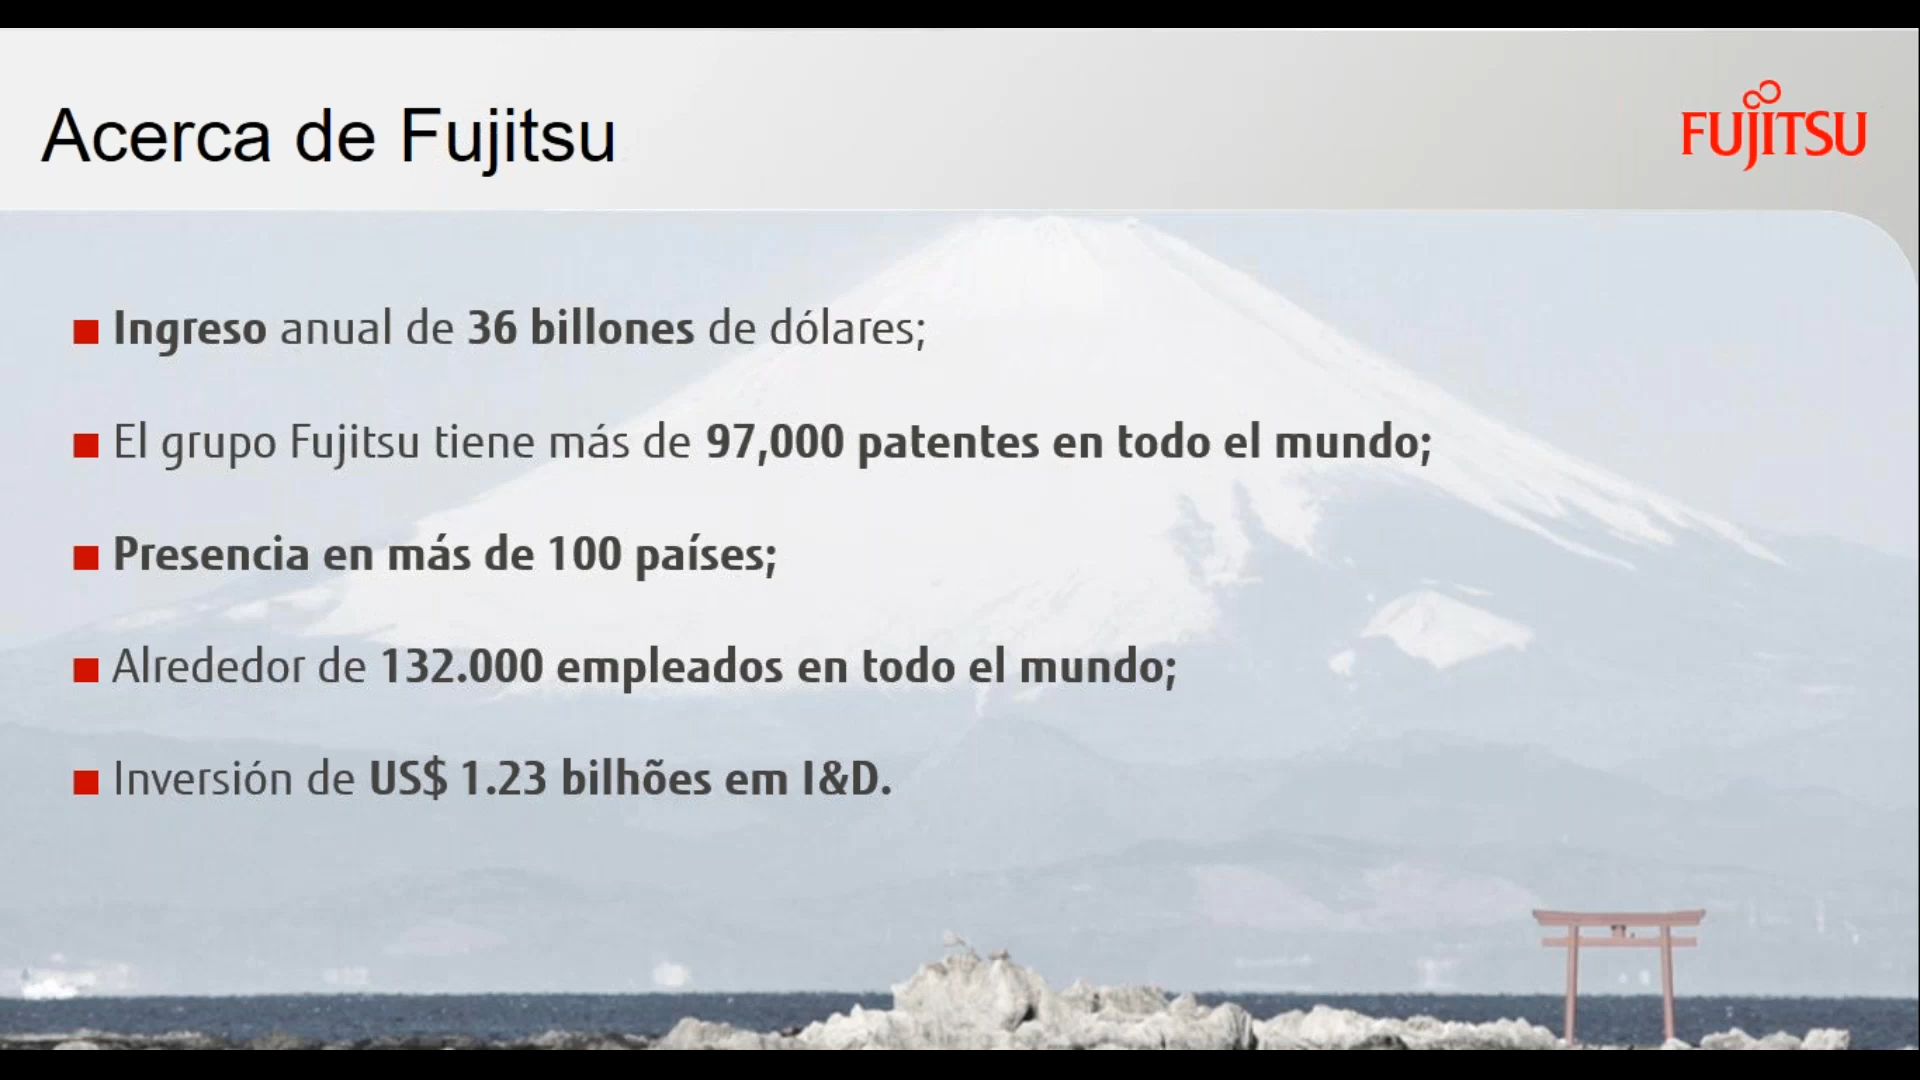 Acerca de Fujitsu
FUJITSU
Ingreso anual de 36 billones de dólares;
El grupo Fujitsu tiene más de 97,000 patentes en todo el mundo;
Presencia en más de 100 países;
Alrededor de 132.000 empleados en todo el mundo;
Inversión de US$ 1.23 bilhões em I&D.